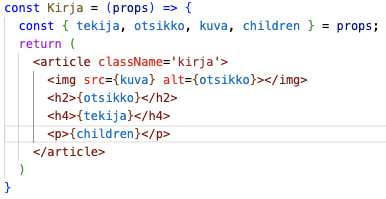 const Kirja = (props) => {
  const { tekija, otsikko, kuva, children } = props;
  return (
    <article className='kirja'>
      <img src={kuva} alt={otsikko}></img>
      <h2>{otsikko}</h2>
      <h4>{tekija}</h4>
      <p>{children}</p>
    </article>
  )
}